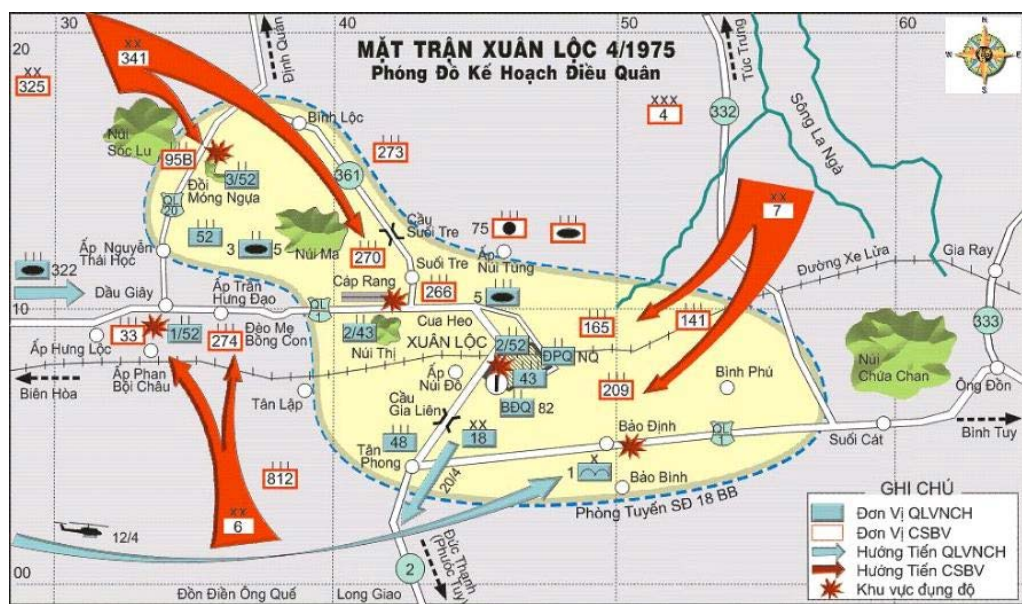 30
40
50
60
20
MẶT TRẬN XUÂN LỘC 4/1975
Phóng Đồ Kế Hoạch Điều Quân
N
W
E
S
XX
341
XX
325
Định Quán
Túc Trưng
XXX
4
332
Sông La Ngà
Bình Lộc
Núi
Sốc Lu
95B
273
3/52
361
Đồi
Móng Ngựa
QL
20
XX
7
Cầu
Suối Tre
75
52
3
5
Núi Ma
270
Ấp
Núi Tung
Ấp Nguyễn
Thái Học
Đường Xe Lửa
Gia Ray
322
Suối Tre
Ấp Trần
Hưng Đạo
Cáp Rang
266
5
Dầu Giây
10
QL
1
Cua Heo
165
141
333
33
1/52
274
Đèo Mẹ
Bồng Con
2/43
Núi Thị
XUÂN LỘC
2/52
ĐPQ
NQ
Ấp Hưng Lộc
Ấp Phan
Bội Châu
Biên Hòa
Ấp
Núi Đỏ
43
209
Bình Phú
Núi
Chứa Chan
Ông Đồn
Tân Lập
Cầu
Gia Liên
BĐQ
82
XX
18
48
Bảo Định
QL
1
Suối Cát
Bình Tuy
Tân
Phong
20/4
X
1
Bảo Bình
812
Phòng Tuyến SĐ 18 BB
XX
6
12/4
00
Đồn Điền Ông Quế
Long Giao
2
Đức Thạnh
(Phước Tuy)
GHI CHÚ
Đơn Vị QLVNCH
Đơn Vị CSBV
Hướng Tiến QLVNCH
Hướng Tiến CSBV
Khu vực đụng độ